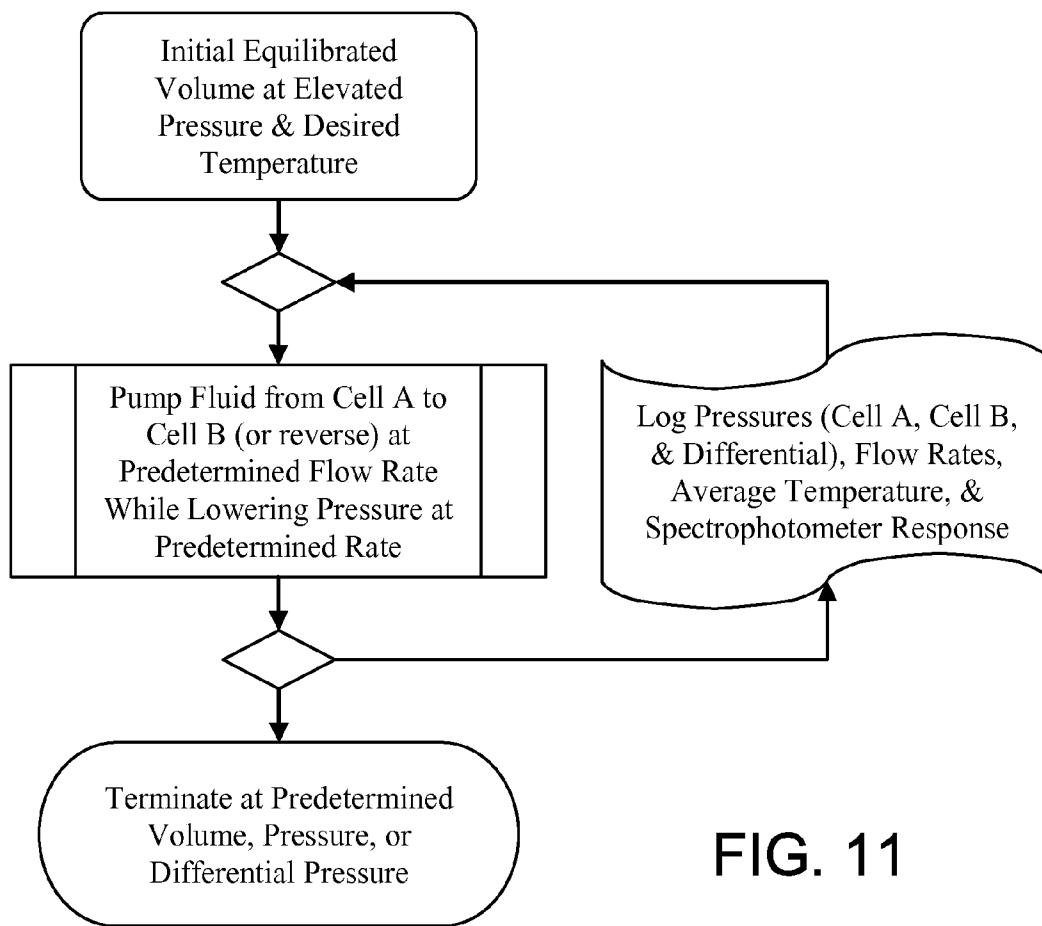 Initial Equilibrated
Volume at Elevated
Pressure & Desired
Temperature
Pump Fluid from Cell A to
Cell B (or reverse) at
Predetermined Flow Rate
While Lowering Pressure at
Predetermined Rate
Log Pressures (Cell A, Cell B,
& Differential), Flow Rates,
Average Temperature, &
Spectrophotometer Response
Terminate at Predetermined
Volume, Pressure, or
Differential Pressure
FIG. 11